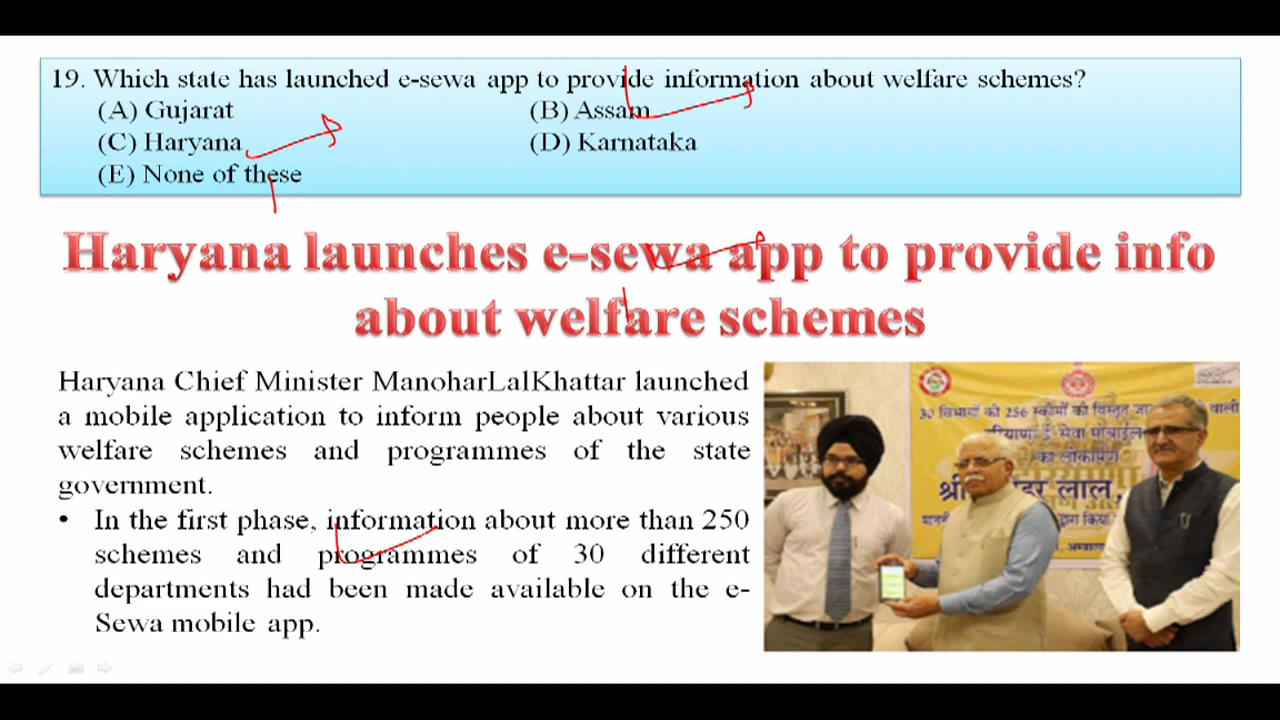 19. Which state has launched e-sewa app to provide information about welfare schemes?
(A) Gujarat
(B) Assam
(C) Haryana
(D) Karnataka
(E) None of these
Haryana launches e-sewa app to provide info
about welfare schemes
Haryana Chief Minister ManoharLalKhattar launched
a mobile application to inform people about various
welfare schemes and programmes of the state
government.
• In the first phase, information about more than 250
schemes and programmes of 30 different
departments had been made available on the e-
Sewa mobile app.
30 विभागों की 256 स्कीमों की विस्तृत वाली
ई सेवा मोबाईल
का लोकार्पण
लाल,
द्वारा किया